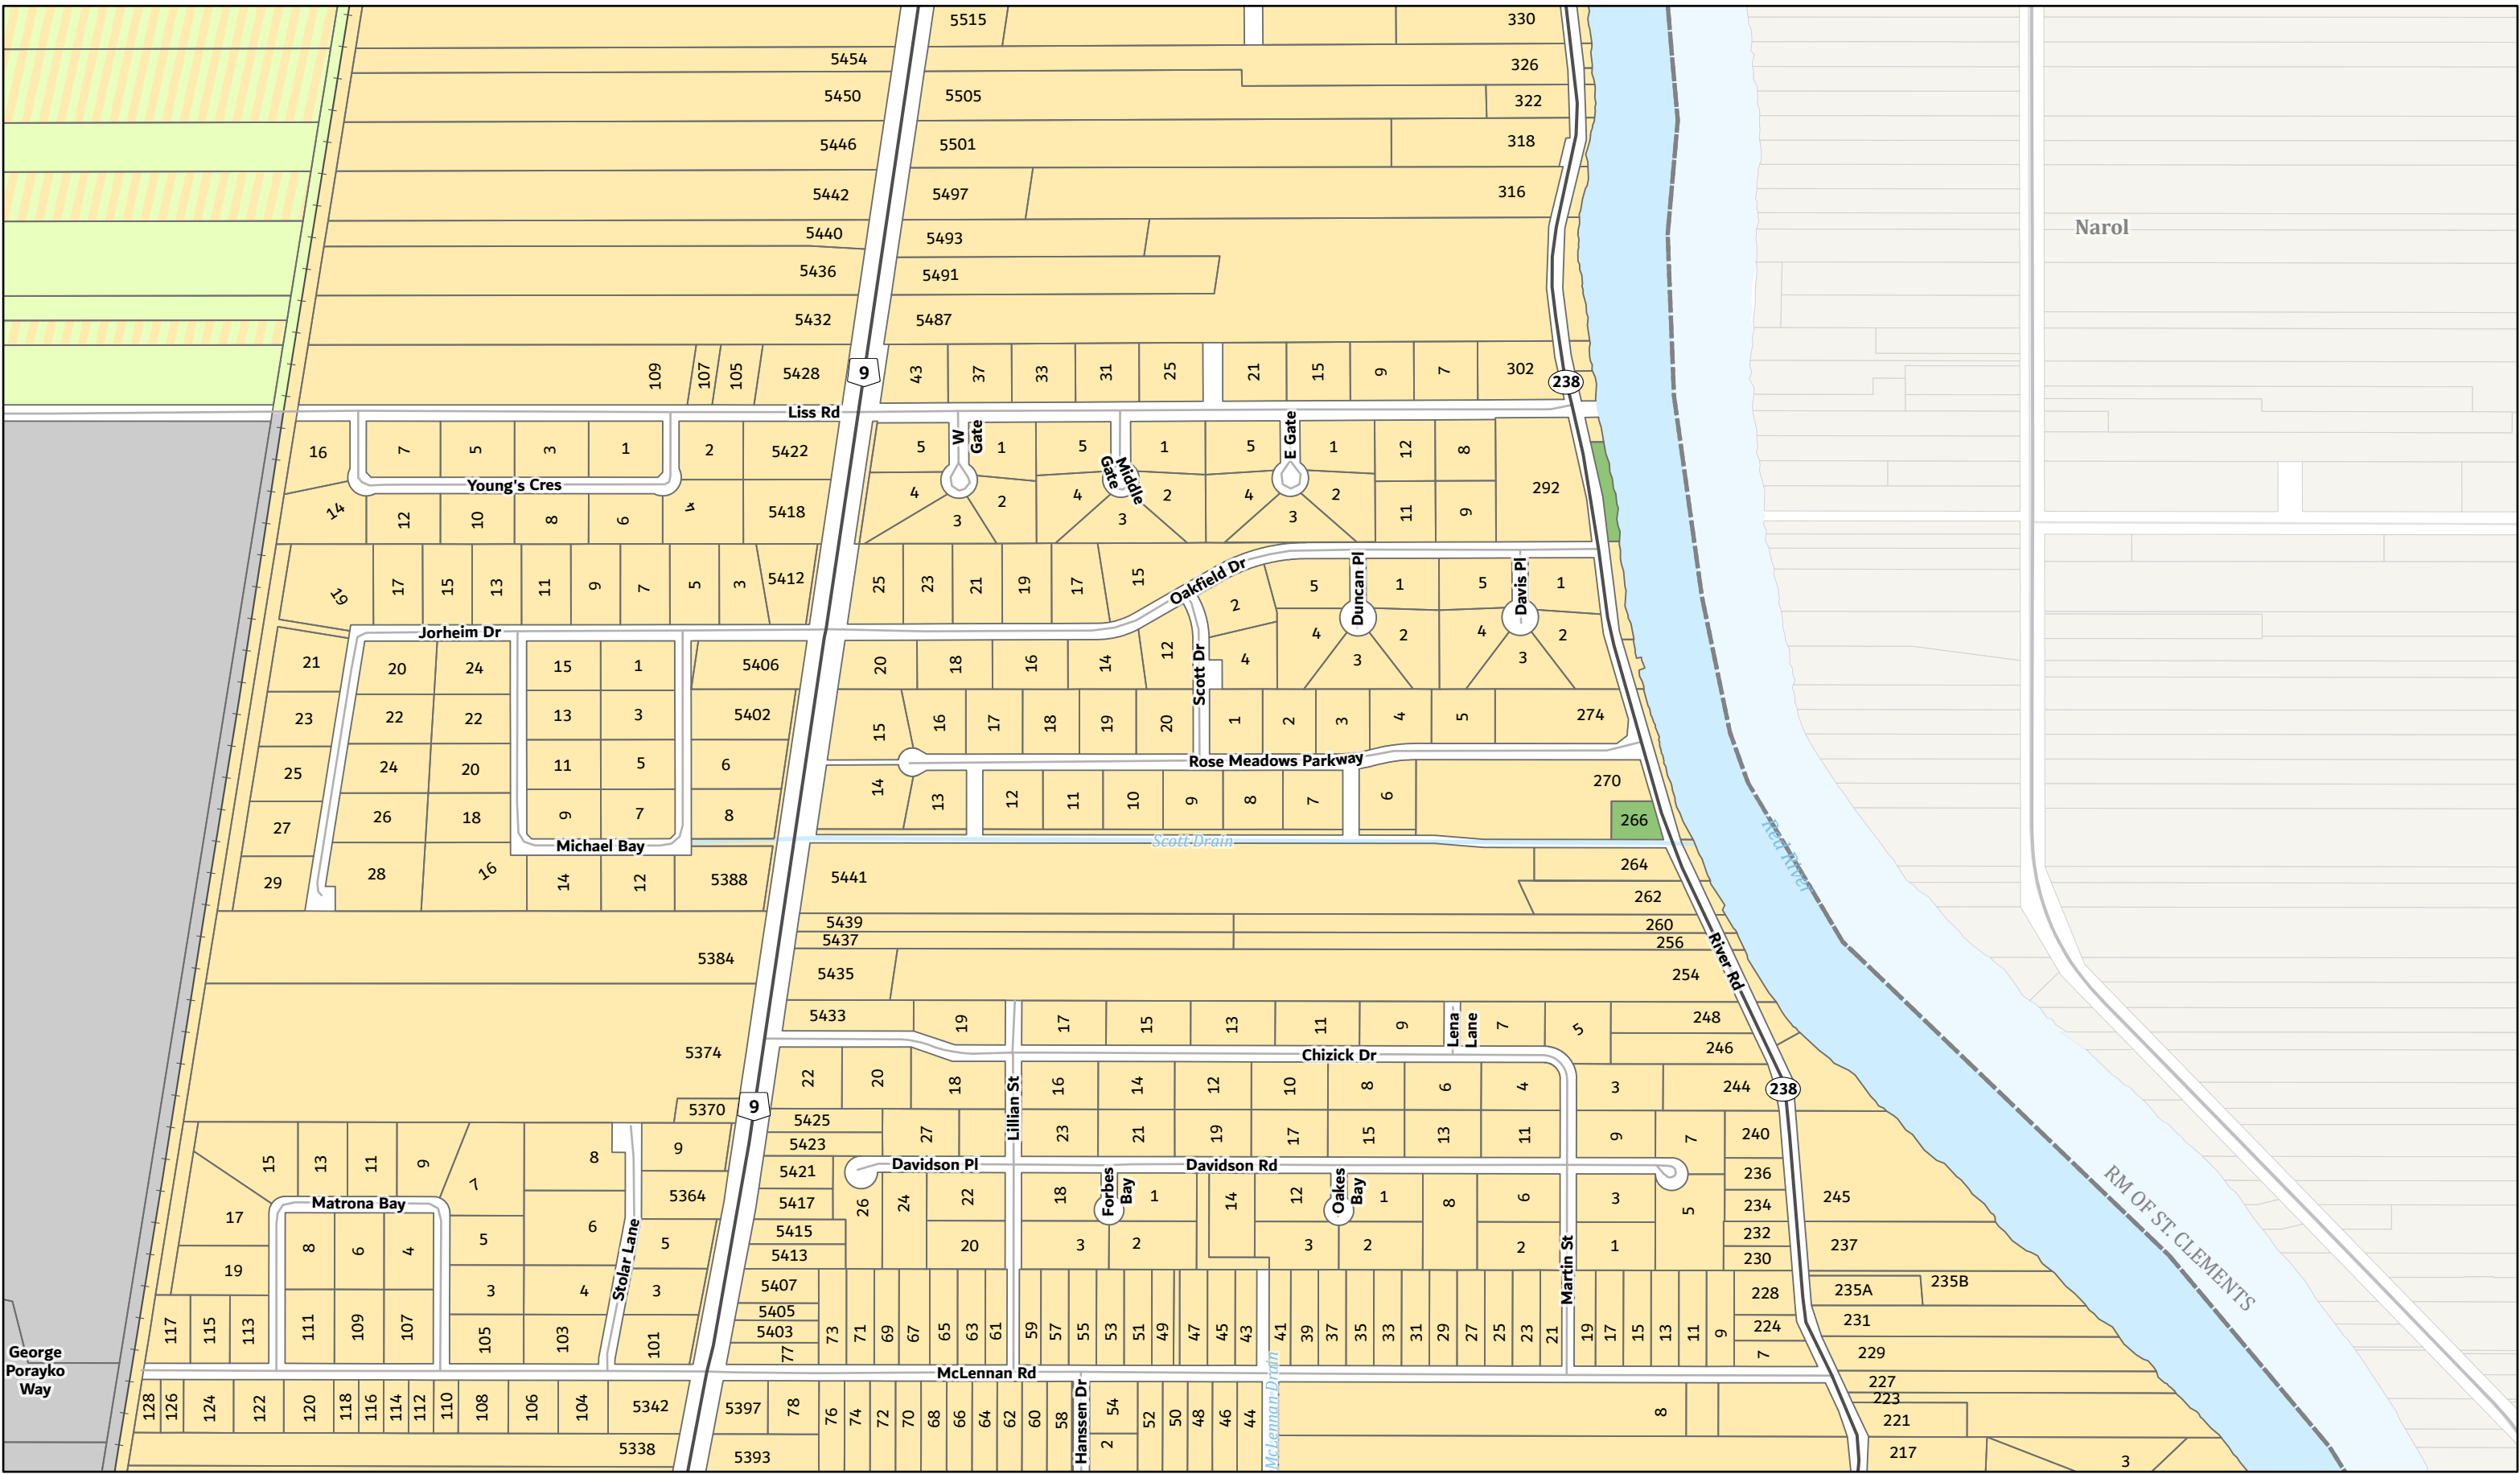 5515 330
5454 326
5450 5505 322
5446 5501 318
5442 5497 316
Narol
5440 5493
5436 5491
5432 5487
109 107 105 5428 9 43 37 33 31 25 21 15 9 7 302 238
Liss Rd
16 7 5 3 1 2 5422 5 W Gate 1 5 Middle Gate 1 5 E Gate 1 12 8
Young's Cres
14 12 10 8 6 4 5418 4 3 2 4 3 2 4 3 2 11 9 292
19 17 15 13 11 9 7 5 3 5412 25 23 21 19 17 15 Oakfield Dr 2 5 Duncan Pl 1 5 Davis Pl 1
Jorheim Dr
21 20 24 15 1 5406 20 18 16 14 12 Scott Dr 4 4 3 2 4 3 2
23 22 22 13 3 5402 15 16 17 18 19 20 1 2 3 4 5 274
25 24 20 11 5 6 Rose Meadows Parkway
27 26 18 9 7 8 14 13 12 11 10 9 8 7 6 270
266
Michael Bay
Scott Drain
Red River
29 28 16 14 12 5388 5441 264
262
5439 260
5437 256
5384 5435 254
River Rd
5433 19 17 15 13 11 9 Lena Lane 7 5 248
5374 Chizick Dr 246
22 20 18 Lillian St 16 14 12 10 8 6 4 3 244 238
5370 9 5425
5423 27 23 21 19 17 15 13 11 9 7 240
15 13 11 9 7 8 9 5421 Davidson Pl Davidson Rd 236
Matrona Bay
17 5364 5417 26 24 22 18 Forbes Bay 1 14 12 Oakes Bay 1 8 6 3 5 234 245
8 6 4 5 6 Stolar Lane 5 5415 232
19 5413 20 3 2 3 2 2 Martin St 1 230 237
RM OF ST. CLEMENTS
3 4 3 5407 228 235A 235B
5405
117 115 113 111 109 107 105 103 101 5403 73 71 69 67 65 63 61 59 57 55 53 51 49 47 45 43 41 39 37 35 33 31 29 27 25 23 21 19 17 15 13 11 9 224 231
77 7 229
George
Porayko
Way
McLennan Rd
McLennan Drain
227
223
128 126 124 122 120 118 116 114 112 110 108 106 104 5342 5397 78 76 74 72 70 68 66 64 62 60 58 Hanssen Dr 54 52 50 48 46 44 8 221
5338 5393 2 217 3